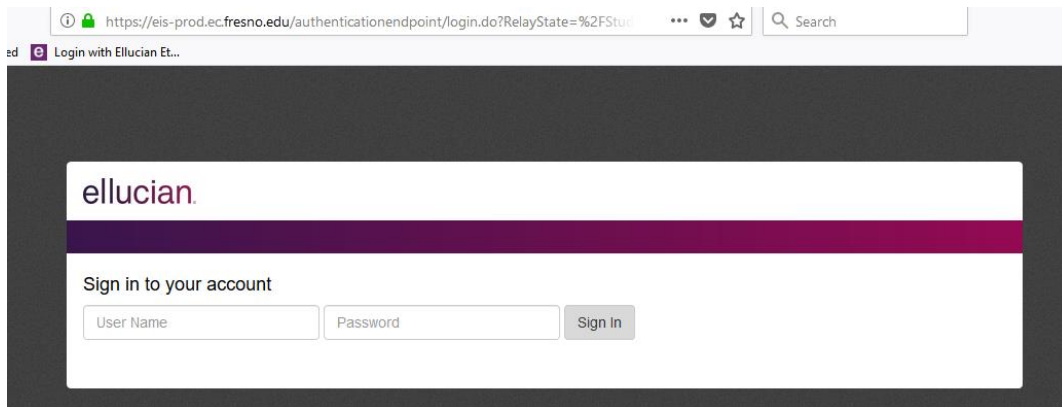 https://eis-prod.ec.fresno.edu/authenticationendpoint/login.do?RelayState=%2FStud ••• Search
ed e Login with Ellucian Et...
ellucian.
Sign in to your account
User Name Password Sign In